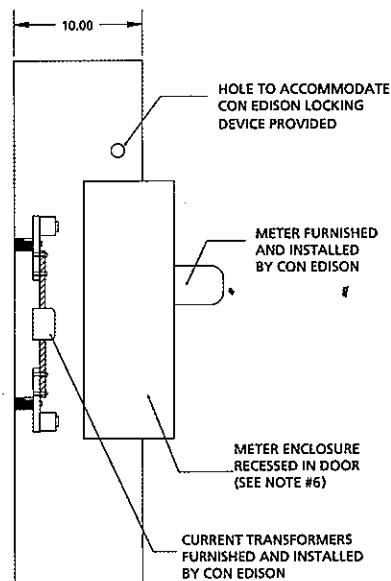 10.00
HOLE TO ACCOMMODATE
CON EDISON LOCKING
DEVICE PROVIDED
METER FURNISHED
AND INSTALLED
BY CON EDISON
METER ENCLOSURE
RECESSED IN DOOR
(SEE NOTE #6)
CURRENT TRANSFORMERS
FURNISHED AND INSTALLED
BY CON EDISON